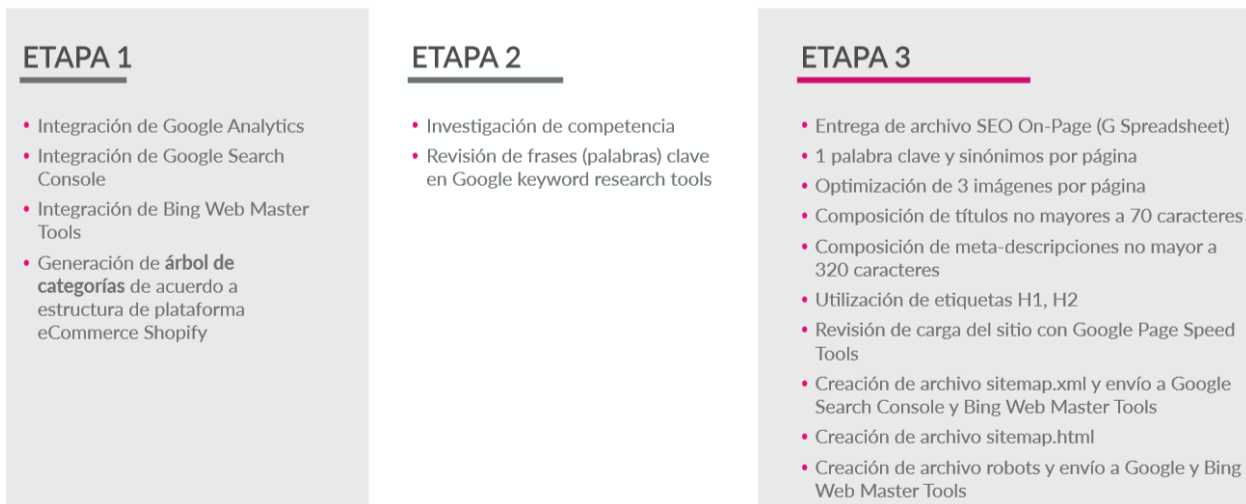 ETAPA 1
• Integración de Google Analytics
• Integración de Google Search
Console
• Integración de Bing Web Master
Tools
• Generación de árbol de
categorías de acuerdo a
estructura de plataforma
eCommerce Shopify
ETAPA 2
• Investigación de competencia
• Revisión de frases (palabras) clave
en Google keyword research tools
ETAPA 3
• Entrega de archivo SEO On-Page (G Spreadsheet)
• 1 palabra clave y sinónimos por página
• Optimización de 3 imágenes por página
• Composición de títulos no mayores a 70 caracteres
• Composición de meta-descripciones no mayor a
320 caracteres
• Utilización de etiquetas H1, H2
• Revisión de carga del sitio con Google Page Speed
Tools
• Creación de archivo sitemap.xml y envío a Google
Search Console y Bing Web Master Tools
• Creación de archivo sitemap.html
• Creación de archivo robots y envío a Google y Bing
Web Master Tools